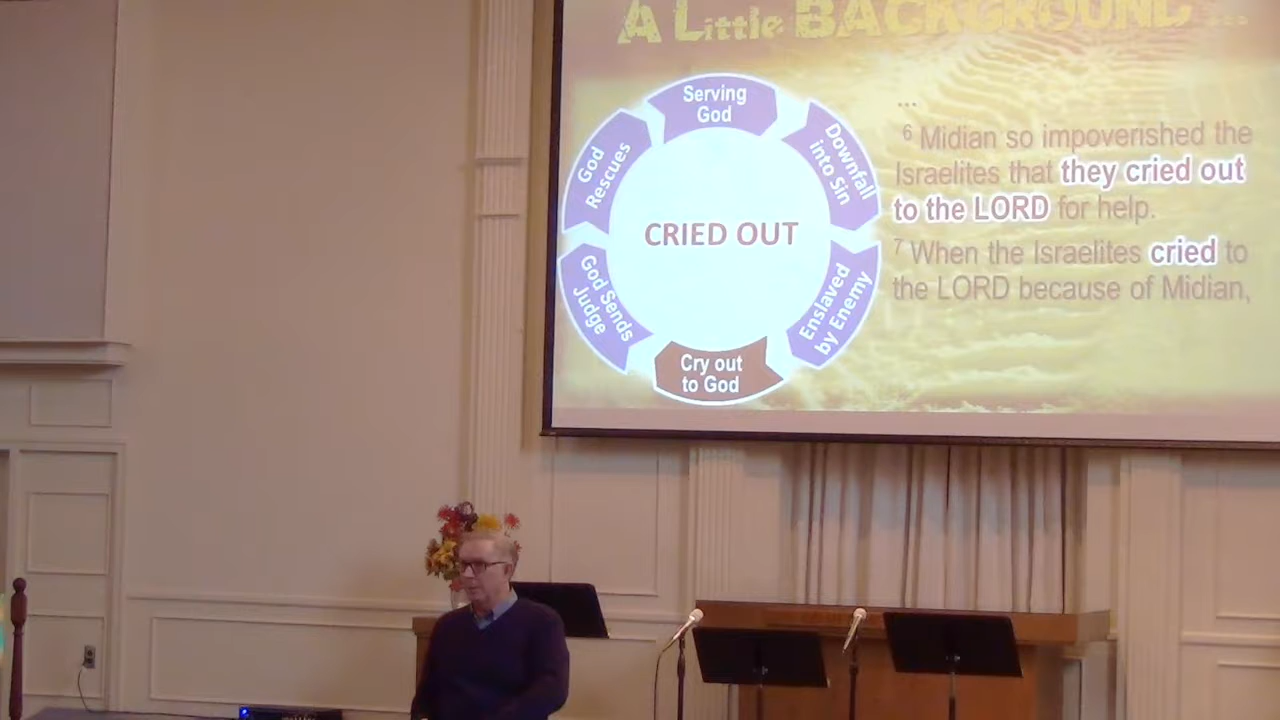 A Little BACKGROUND ...
Serving
God
Downfall
into Sin
Enslaved
by Enemy
Cry out
to God
God Sends
Judge
God
Rescues
CRIED OUT
...
6 Midian so impoverished the
Israelites that they cried out
to the LORD for help.
7 When the Israelites cried to
the LORD because of Midian,